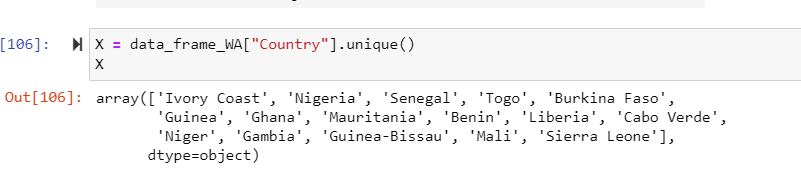 [106]: X = data_frame_WA["Country"].unique()
X
Out[106]: array(['Ivory Coast', 'Nigeria', 'Senegal', 'Togo', 'Burkina Faso',
'Guinea', 'Ghana', 'Mauritania', 'Benin', 'Liberia', 'Cabo Verde',
'Niger', 'Gambia', 'Guinea-Bissau', 'Mali', 'Sierra Leone'],
dtype=object)